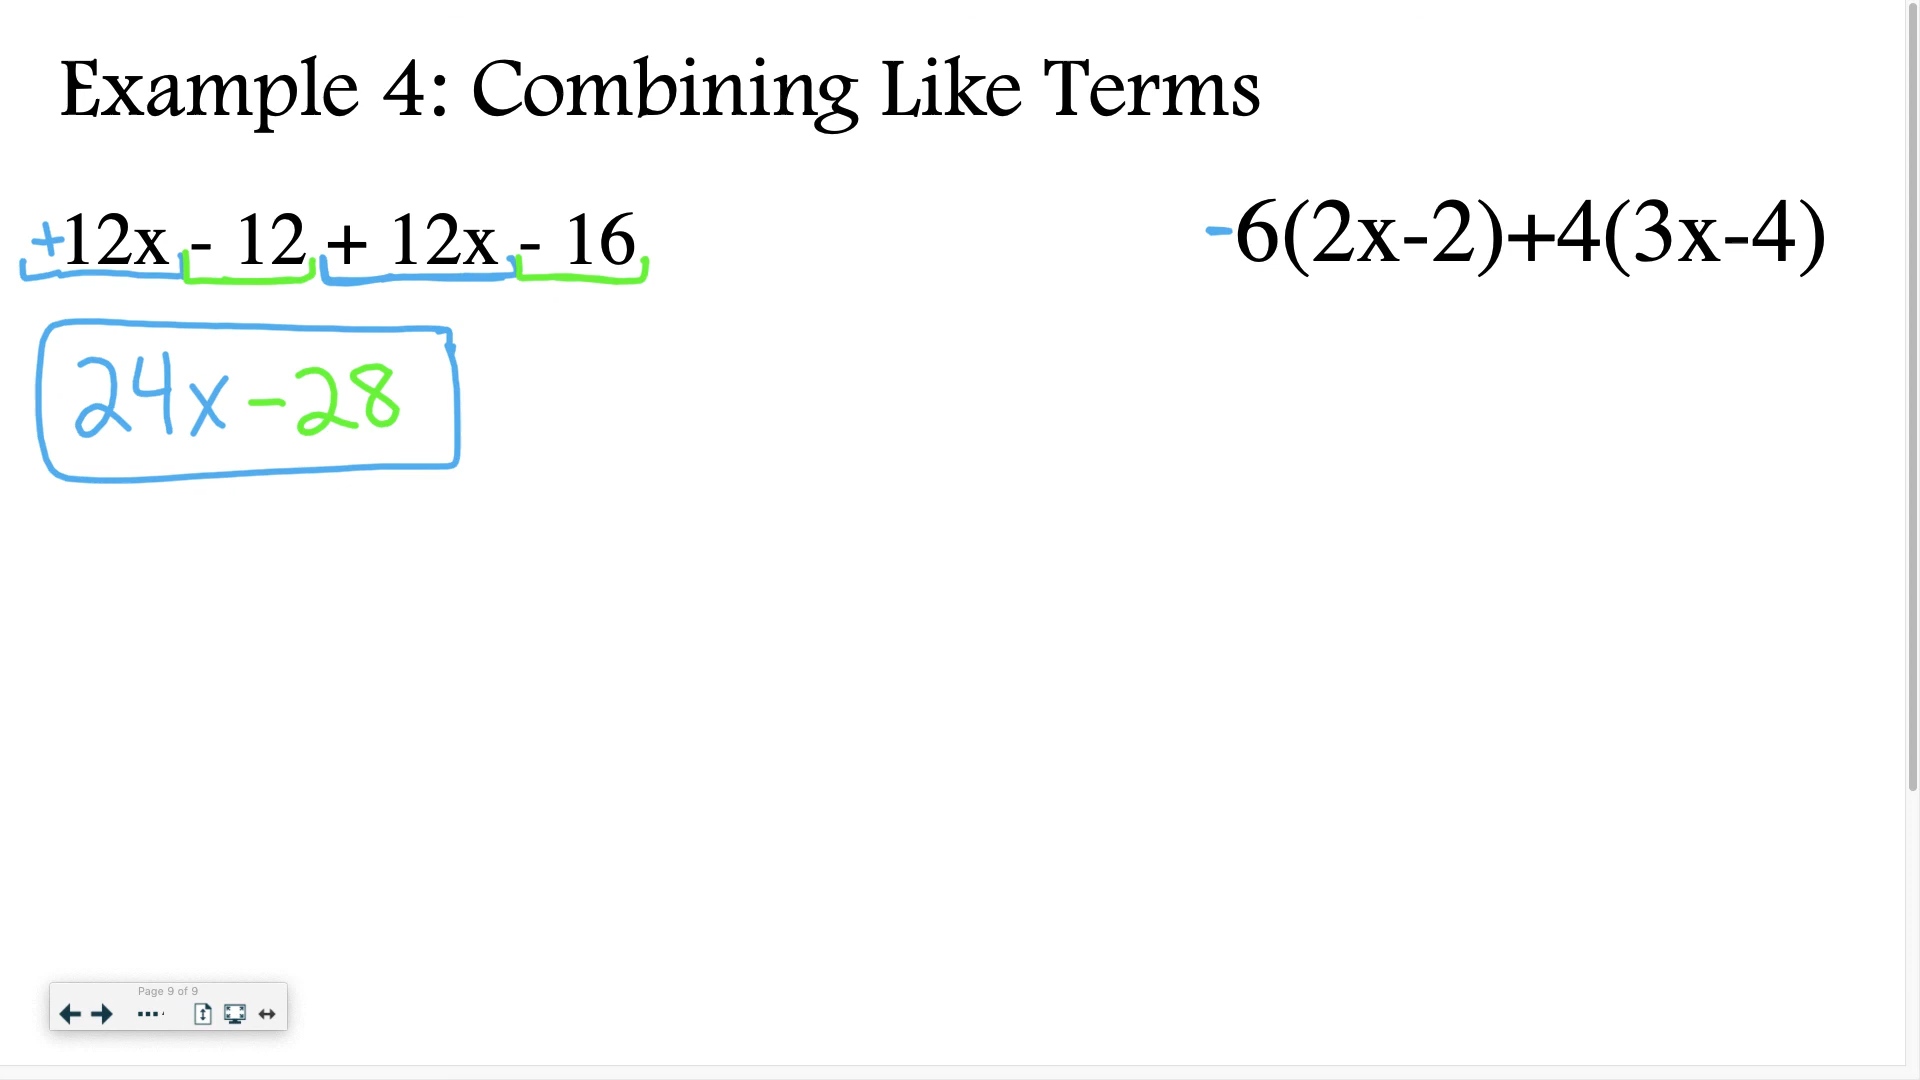 Example 4: Combining Like Terms
+12x - 12 + 12x - 16
-6(2x-2)+4(3x-4)
24x - 28
Page 9 of 9